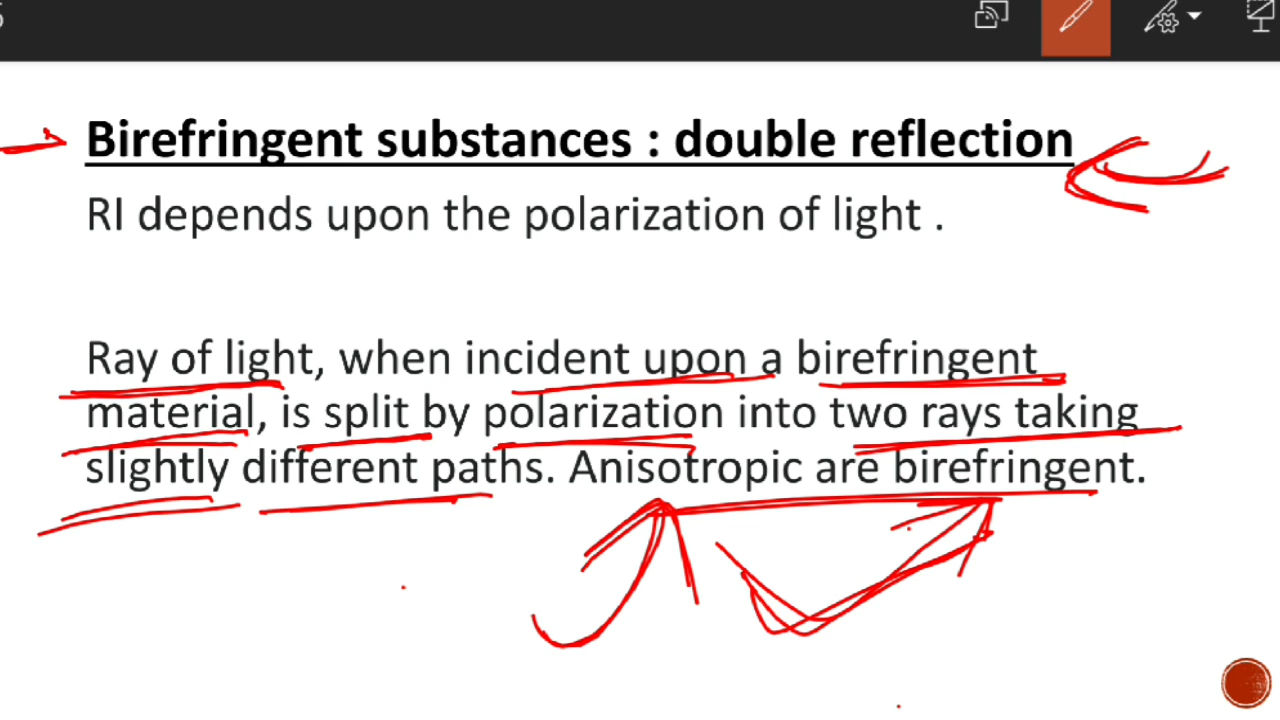 Birefringent substances : double reflection
RI depends upon the polarization of light .
Ray of light, when incident upon a birefringent
material, is split by polarization into two rays taking
slightly different paths. Anisotropic are birefringent.